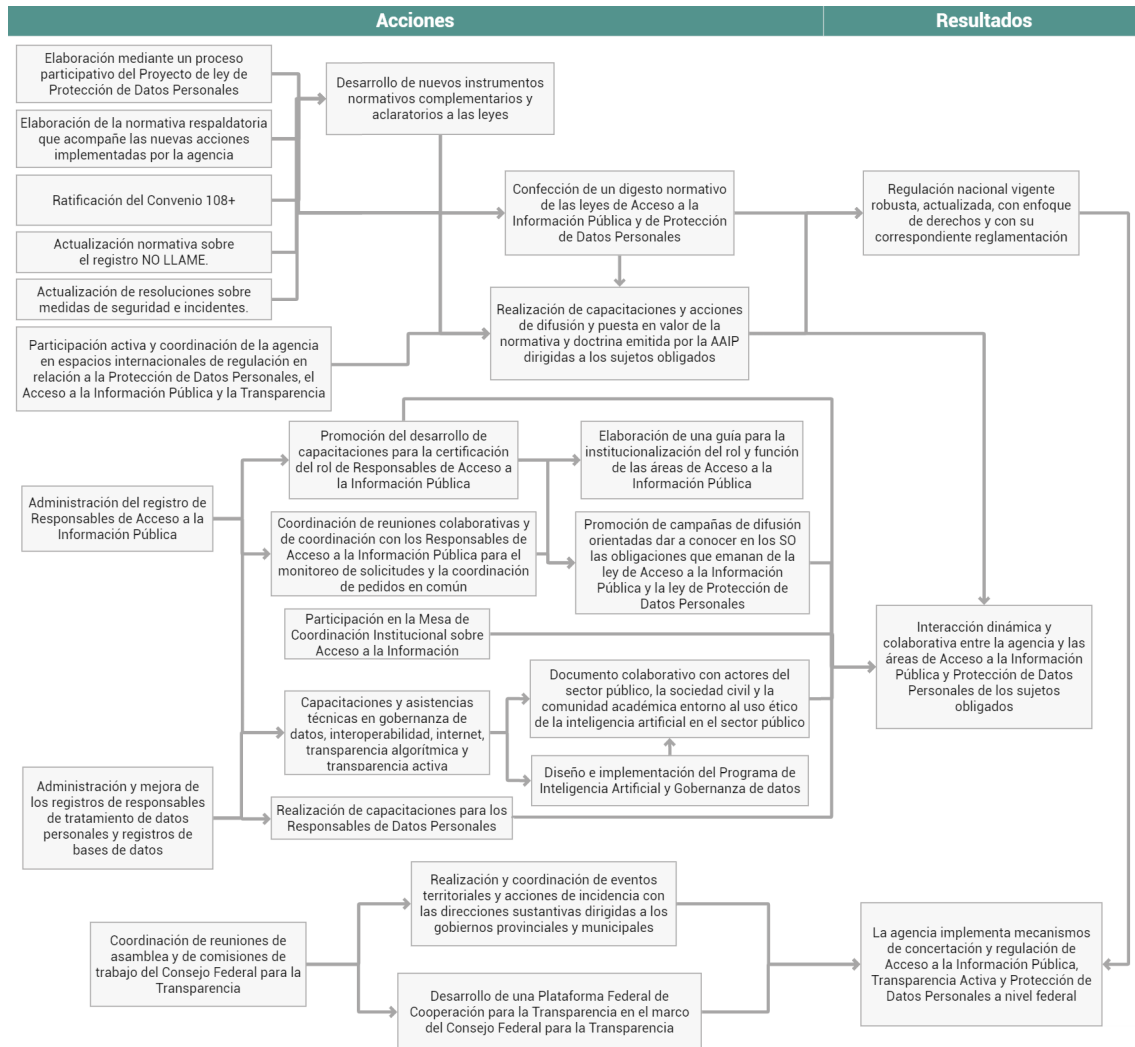 Acciones
Resultados
Elaboración mediante un proceso
participativo del Proyecto de ley de
Protección de Datos Personales
Desarrollo de nuevos instrumentos
normativos complementarios y
aclaratorios a las leyes
Elaboración de la normativa respaldatoria
que acompañe las nuevas acciones
implementadas por la agencia
Ratificación del Convenio 108+
Confección de un digesto normativo
de las leyes de Acceso a la
Información Pública y de Protección
de Datos Personales
Regulación nacional vigente
robusta, actualizada, con enfoque
de derechos y con su
correspondiente reglamentación
Actualización normativa sobre
el registro NO LLAME.
Actualización de resoluciones sobre
medidas de seguridad e incidentes.
Realización de capacitaciones y acciones
de difusión y puesta en valor de la
normativa y doctrina emitida por la AAIP
dirigidas a los sujetos obligados
Participación activa y coordinación de la agencia
en espacios internacionales de regulación en
relación a la Protección de Datos Personales, el
Acceso a la Información Pública y la Transparencia
Promoción del desarrollo de
capacitaciones para la certificación
del rol de Responsables de Acceso a
la Información Pública
Elaboración de una guía para la
institucionalización del rol y función
de las áreas de Acceso a la
Información Pública
Administración del registro de
Responsables de Acceso a la
Información Pública
Coordinación de reuniones colaborativas y
de coordinación con los Responsables de
Acceso a la Información Pública para el
monitoreo de solicitudes y la coordinación
de pedidos en común
Promoción de campañas de difusión
orientadas dar a conocer en los SO
las obligaciones que emanan de la
ley de Acceso a la Información
Pública y la ley de Protección de
Datos Personales
Participación en la Mesa de
Coordinación Institucional sobre
Acceso a la Información
Interacción dinámica y
colaborativa entre la agencia y las
áreas de Acceso a la Información
Pública y Protección de Datos
Personales de los sujetos
obligados
Capacitaciones y asistencias
técnicas en gobernanza de
datos, interoperabilidad, internet,
transparencia algorítmica y
transparencia activa
Documento colaborativo con actores del
sector público, la sociedad civil y la
comunidad académica entorno al uso ético
de la inteligencia artificial en el sector público
Diseño e implementación del Programa de
Inteligencia Artificial y Gobernanza de datos
Administración y mejora de
los registros de responsables
de tratamiento de datos
personales y registros de
bases de datos
Realización de capacitaciones para los
Responsables de Datos Personales
Realización y coordinación de eventos
territoriales y acciones de incidencia con
las direcciones sustantivas dirigidas a los
gobiernos provinciales y municipales
Coordinación de reuniones de
asamblea y de comisiones de
trabajo del Consejo Federal para la
Transparencia
La agencia implementa mecanismos
de concertación y regulación de
Acceso a la Información Pública,
Transparencia Activa y Protección de
Datos Personales a nivel federal
Desarrollo de una Plataforma Federal de
Cooperación para la Transparencia en el marco
del Consejo Federal para la Transparencia